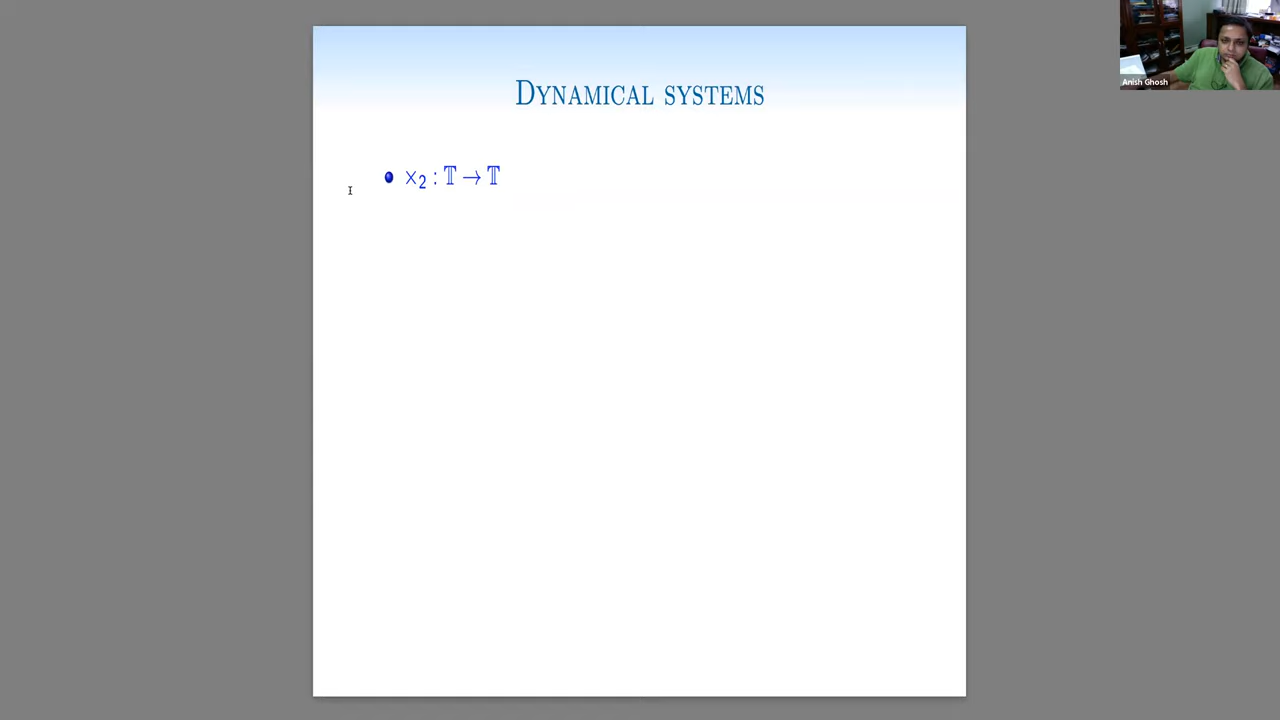 DYNAMICAL SYSTEMS
×₂ : 𝕋 → 𝕋
Anish Ghosh